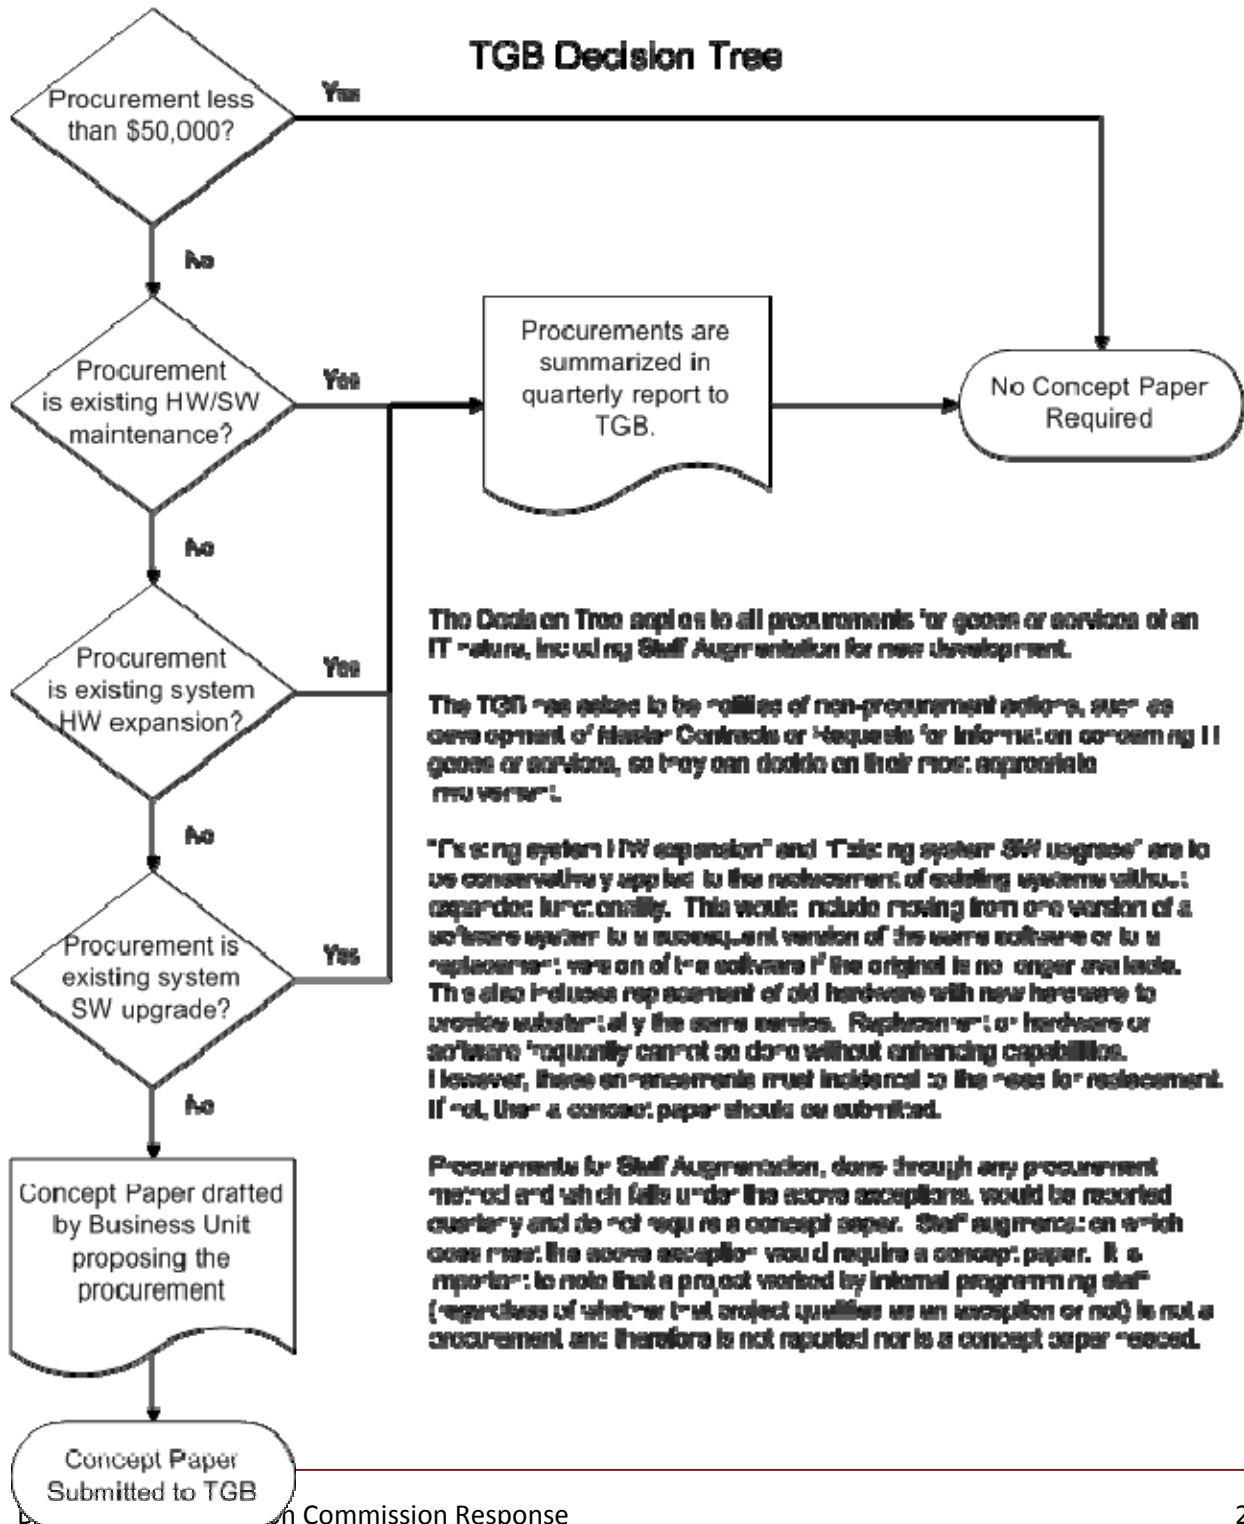 TGB Decision Tree
Procurement less
than $50,000?
Yes
No
Procurement
is existing HW/SW
maintenance?
Yes
Procurements are
summarized in
quarterly report to
TGB.
No Concept Paper
Required
No
Procurement
is existing system
HW expansion?
Yes
The Decision Tree applies to all procurements for goods or services of an
IT nature, including Staff Augmentation for new development.
The TGB has asked to be notified of non-procurement actions, such as
development of Master Contracts or Requests for Information concerning IT
goods or services, so they can decide on their most appropriate
involvement.
No
Procurement is
existing system
SW upgrade?
Yes
"Existing system HW expansion" and "Existing system SW upgrade" are to
be conservatively applied to the replacement of existing systems without
expanded functionality. This would include moving from one version of a
software system to a subsequent version of the same software or to a
replacement version of the software if the original is no longer available.
This also includes replacement of old hardware with new hardware to
provide substantially the same service. Replacement of hardware or
software frequently cannot be done without enhancing capabilities.
However, these enhancements must incidental to the need for replacement.
If not, then a concept paper should be submitted.
No
Concept Paper drafted
by Business Unit
proposing the
procurement
Procurements for Staff Augmentation, done through any procurement
method and which falls under the above exceptions, would be reported
quarterly and do not require a concept paper. Staff augmentation which
does meet the above exception would require a concept paper. It is
important to note that a project worked by internal programming staff
(regardless of whether that project qualifies as an exception or not) is not a
procurement and therefore is not reported nor is a concept paper needed.
Concept Paper
Submitted to TGB
Commission Response
2